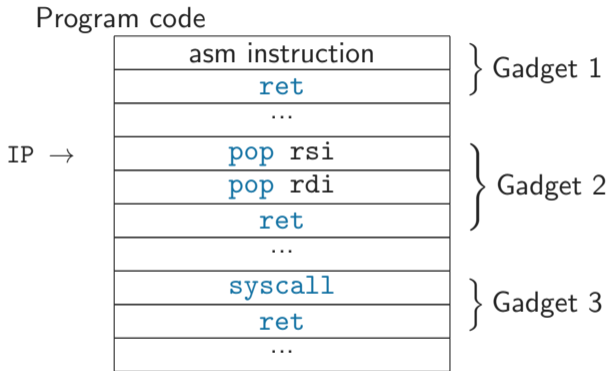 Program code
asm instruction
ret
...
IP → pop rsi
pop rdi
ret
...
syscall
ret
...
Gadget 1
Gadget 2
Gadget 3